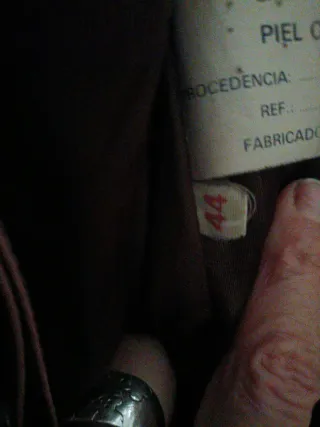 PIEL
PROCEDENCIA:
REF.:
FABRICADO
44